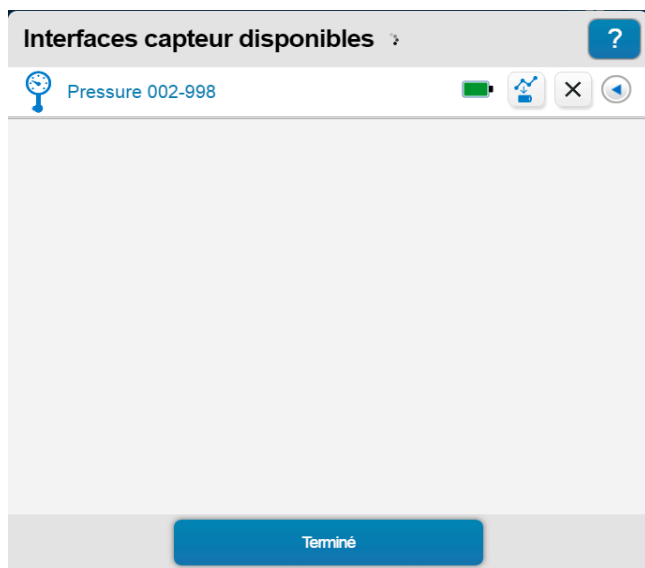 Interfaces capteur disponibles
?
Pressure 002-998
Terminé